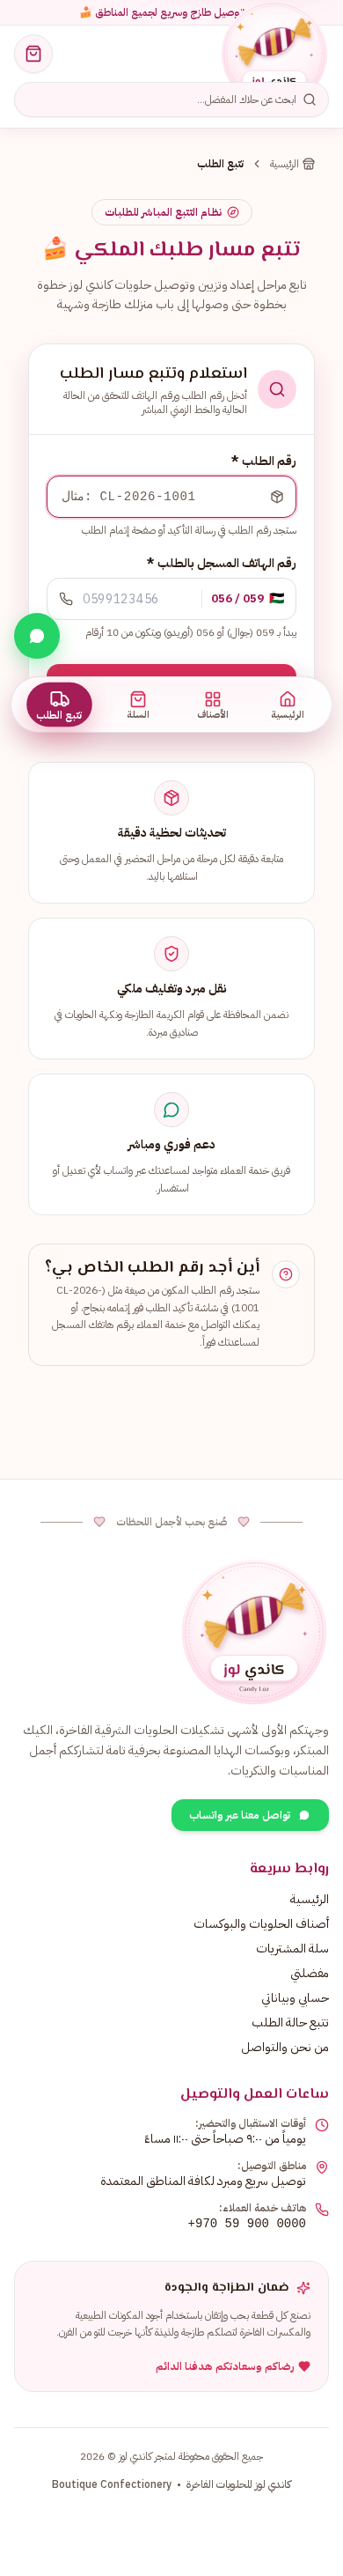 توصيل طازج وسريع لجميع المناطق 🍰
كاندي لوز
ابحث عن حلاك المفضل...
الرئيسية
تتبع الطلب
نظام التتبع المباشر للطلبات
تتبع مسار طلبك الملكي 🍰
تابع مراحل إعداد وتزيين وتوصيل حلويات كاندي لوز خطوة
بخطوة حتى وصولها إلى باب منزلك طازجة وشهية
استعلام وتتبع مسار الطلب
أدخل رقم الطلب ورقم الهاتف للتحقق من الحالة
الحالية والخط الزمني المباشر
رقم الطلب *
مثال: CL-2026-1001
ستجد رقم الطلب في رسالة التأكيد أو صفحة إتمام الطلب
رقم الهاتف المسجل بالطلب *
🇵🇸 059 / 056
0599123456
يبدأ بـ 059 (جوال) أو 056 (أوريدو) ويتكون من 10 أرقام
الرئيسية
الأصناف
السلة
تتبع الطلب
تحديثات لحظية دقيقة
متابعة دقيقة لكل مرحلة من مراحل التحضير في المعمل وحتى
استلامها باليد.
نقل مبرد وتغليف ملكي
نضمن المحافظة على قوام الكريمة الطازجة ونكهة الحلويات في
صناديق مبردة.
دعم فوري ومباشر
فريق خدمة العملاء متواجد لمساعدتك عبر واتساب لأي تعديل أو
استفسار.
أين أجد رقم الطلب الخاص بي؟
ستجد رقم الطلب المكون من صيغة مثل (CL-2026-
1001) في شاشة تأكيد الطلب فور إتمامه بنجاح، أو
يمكنك التواصل مع خدمة العملاء برقم هاتفك المسجل
لمساعدتك فوراً.
صُنع بحب لأجمل اللحظات
كاندي لوز
Candy Loz
وجهتكم الأولى لأشهى تشكيلات الحلويات الشرقية الفاخرة، الكيك
المبتكر، وبوكسات الهدايا المصنوعة بحرفية تامة لتشارككم أجمل
المناسبات والذكريات.
تواصل معنا عبر واتساب
روابط سريعة
الرئيسية
أصناف الحلويات والبوكسات
سلة المشتريات
مفضلتي
حسابي وبياناتي
تتبع حالة الطلب
من نحن والتواصل
ساعات العمل والتوصيل
أوقات الاستقبال والتحضير:
يومياً من ٩:٠٠ صباحاً حتى ١١:٠٠ مساءً
مناطق التوصيل:
توصيل سريع ومبرد لكافة المناطق المعتمدة
هاتف خدمة العملاء:
+970 59 900 0000
ضمان الطزاجة والجودة
نصنع كل قطعة بحب وإتقان باستخدام أجود المكونات الطبيعية
والمكسرات الفاخرة لتصلكم طازجة ولذيذة كأنها خرجت للتو من الفرن.
رضاكم وسعادتكم هدفنا الدائم
جميع الحقوق محفوظة لمتجر كاندي لوز © 2026
كاندي لوز للحلويات الفاخرة • Boutique Confectionery